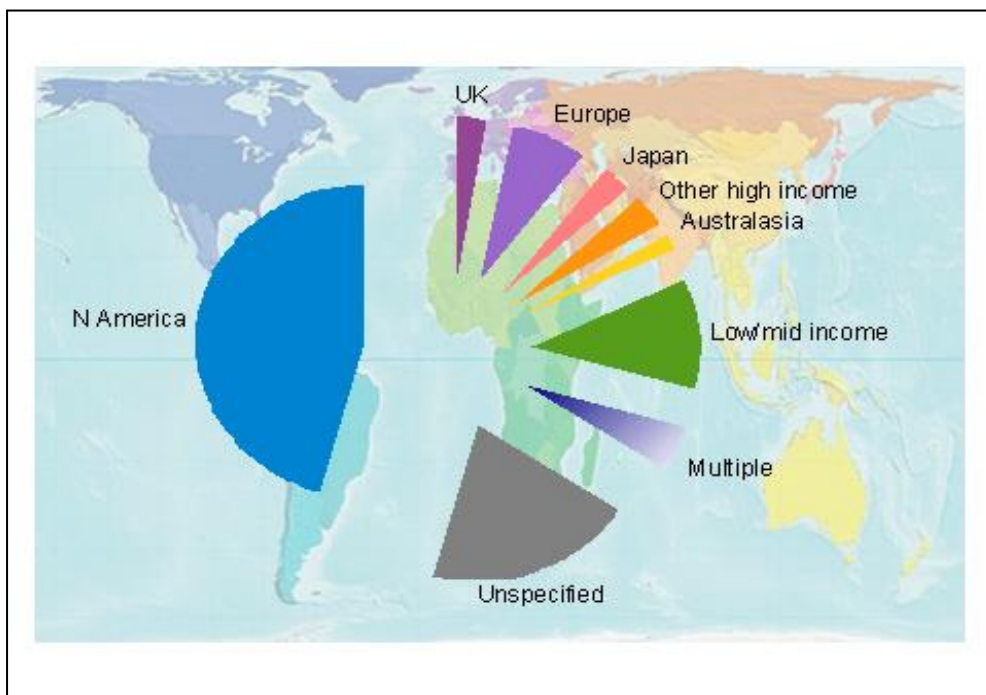 UK
Europe
Japan
Other high income
Australasia
N America
Low/mid income
Multiple
Unspecified